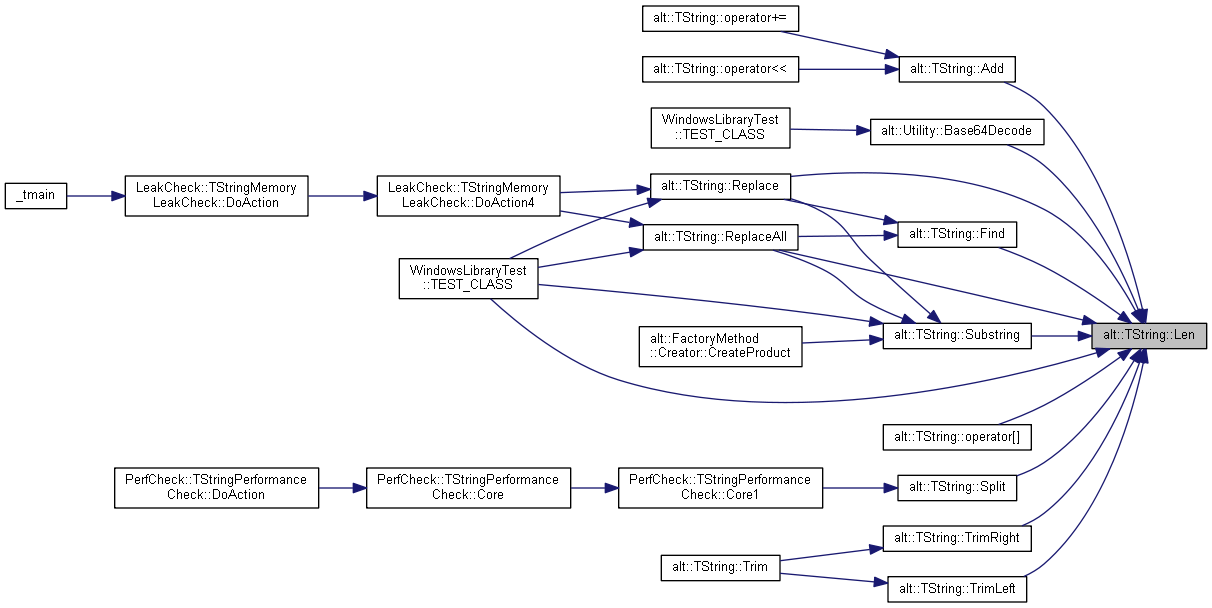 alt::TString::operator+=
alt::TString::operator<<
alt::TString::Add
WindowsLibraryTest
::TEST_CLASS
alt::Utility::Base64Decode
_tmain
LeakCheck::TStringMemory
LeakCheck::DoAction
LeakCheck::TStringMemory
LeakCheck::DoAction4
alt::TString::Replace
alt::TString::ReplaceAll
alt::TString::Find
WindowsLibraryTest
::TEST_CLASS
alt::FactoryMethod
::Creator::CreateProduct
alt::TString::Substring
alt::TString::Len
alt::TString::operator[]
PerfCheck::TStringPerformance
Check::DoAction
PerfCheck::TStringPerformance
Check::Core
PerfCheck::TStringPerformance
Check::Core1
alt::TString::Split
alt::TString::Trim
alt::TString::TrimRight
alt::TString::TrimLeft